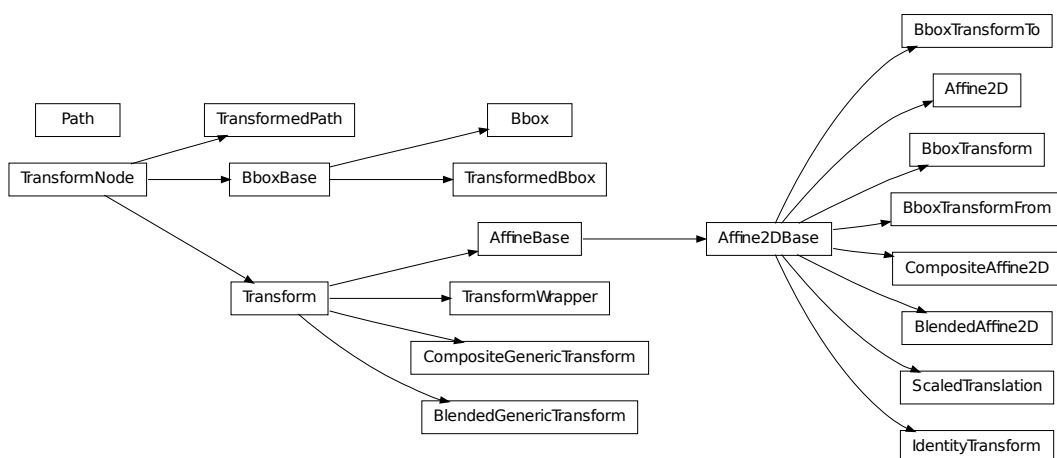 Path
TransformNode
TransformedPath
BboxBase
Transform
Bbox
TransformedBbox
AffineBase
TransformWrapper
CompositeGenericTransform
BlendedGenericTransform
Affine2DBase
BboxTransformTo
Affine2D
BboxTransform
BboxTransformFrom
CompositeAffine2D
BlendedAffine2D
ScaledTranslation
IdentityTransform